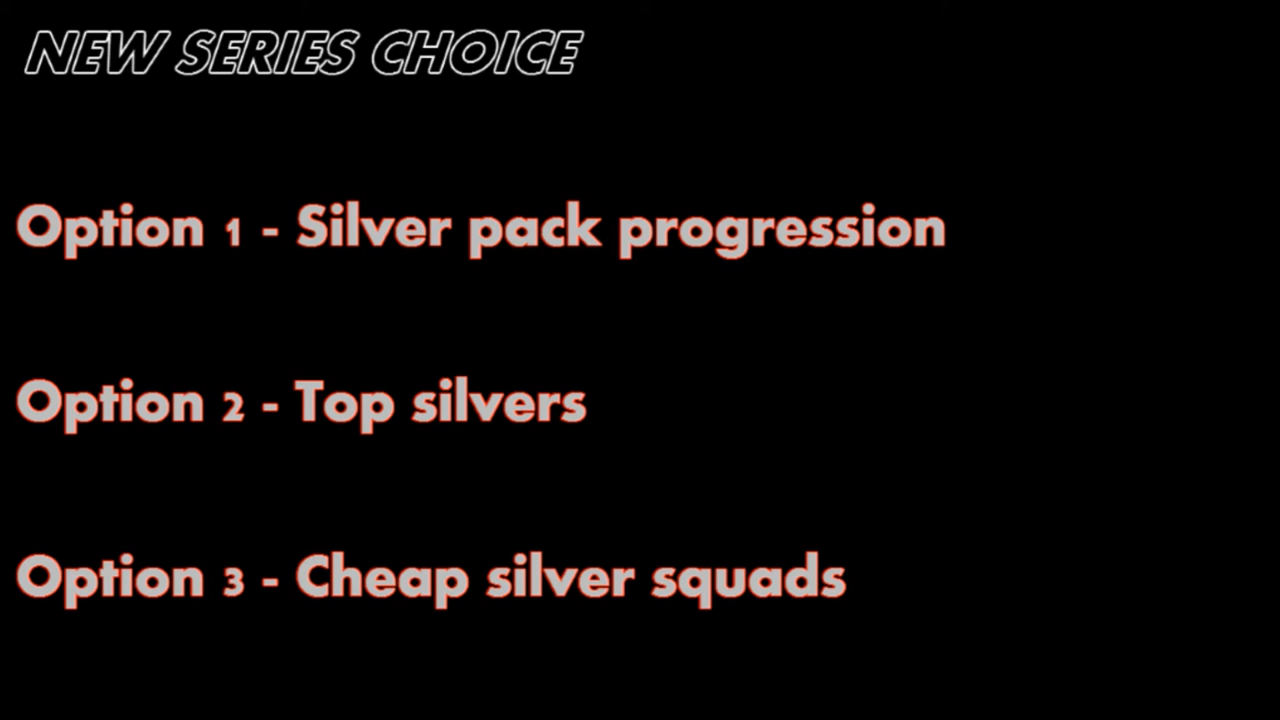 NEW SERIES CHOICE
Option 1 - Silver pack progression
Option 2 - Top silvers
Option 3 - Cheap silver squads